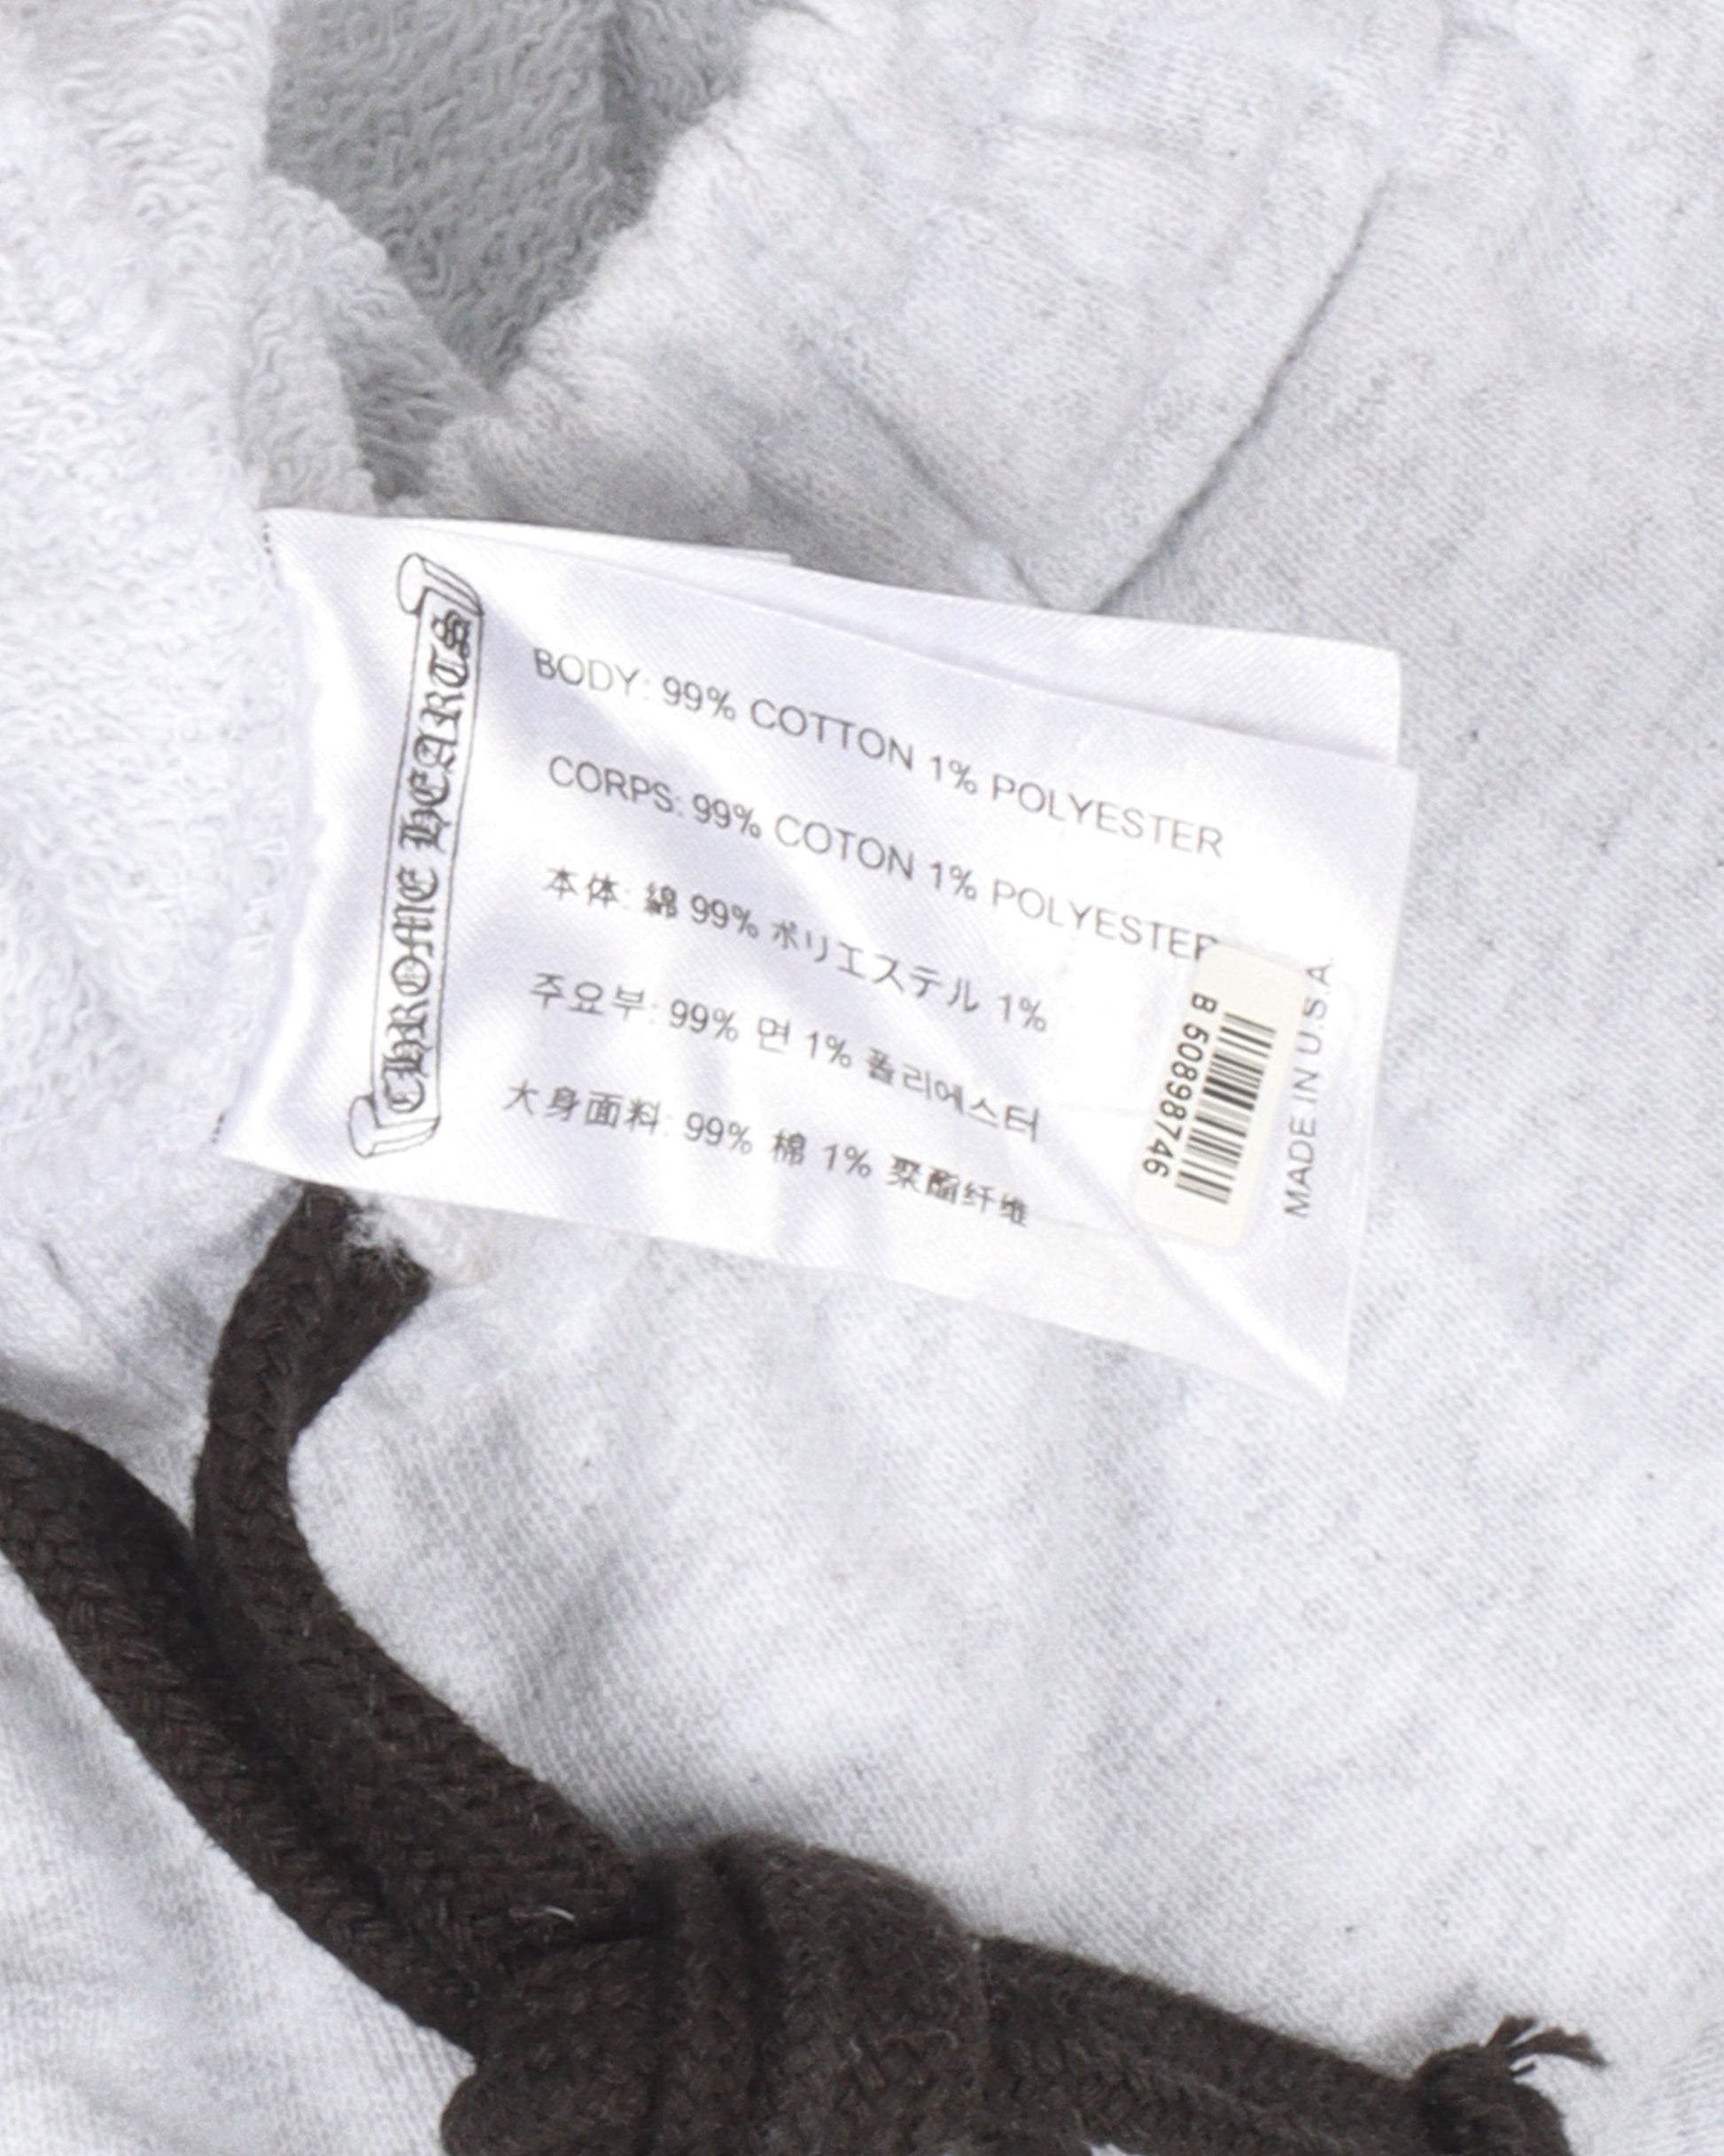 CHROME HEARTS
BODY: 99% COTTON 1% POLYESTER
CORPS: 99% COTON 1% POLYESTER
本体: 綿 99% ポリエステル 1%
주요부: 99% 면 1% 폴리에스터
大身面料: 99% 棉 1% 聚酯纤维
B 50898746
MADE IN U.S.A.